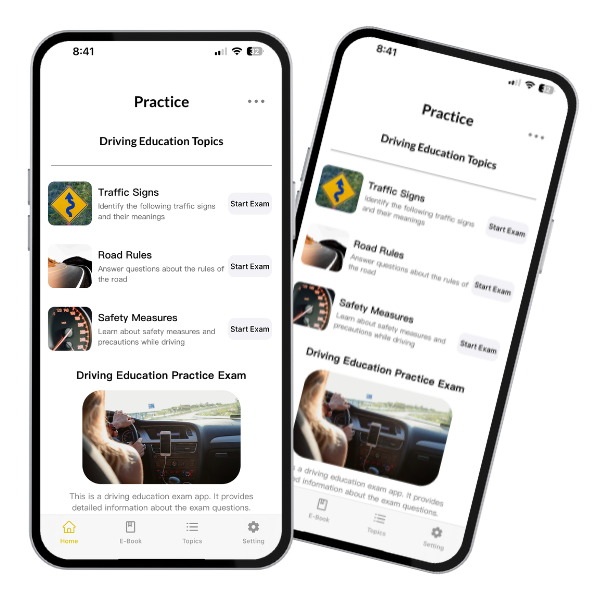 8:41
32
Practice
Driving Education Topics
Traffic Signs
Identify the following traffic signs
and their meanings
Start Exam
Road Rules
Answer questions about the rules of
the road
Start Exam
Safety Measures
Learn about safety measures and
precautions while driving
Start Exam
Driving Education Practice Exam
This is a driving education exam app. It provides
detailed information about the exam questions.
Home
E-Book
Topics
Setting
8:41
32
Practice
Driving Education Topics
Traffic Signs
Identify the following traffic signs
and their meanings
Start Exam
Road Rules
Answer questions about the rules of
the road
Start Exam
Safety Measures
Learn about safety measures and
precautions while driving
Start Exam
Driving Education Practice Exam
a driving education exam app. It provides
detailed information about the exam questions.
E-Book
Topics
Setting